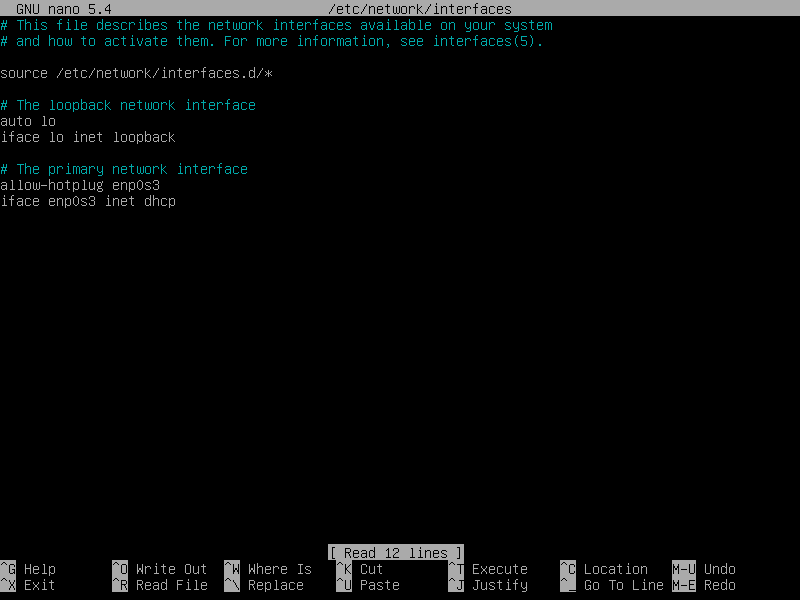 GNU nano 5.4 /etc/network/interfaces
# This file describes the network interfaces available on your system
# and how to activate them. For more information, see interfaces(5).
source /etc/network/interfaces.d/*
# The loopback network interface
auto lo
iface lo inet loopback
# The primary network interface
allow-hotplug enp0s3
iface enp0s3 inet dhcp
[ Read 12 lines ]
^G Help ^O Write Out ^W Where Is ^K Cut ^T Execute ^C Location M-U Undo
^X Exit ^R Read File ^\ Replace ^U Paste ^J Justify ^_ Go To Line M-E Redo